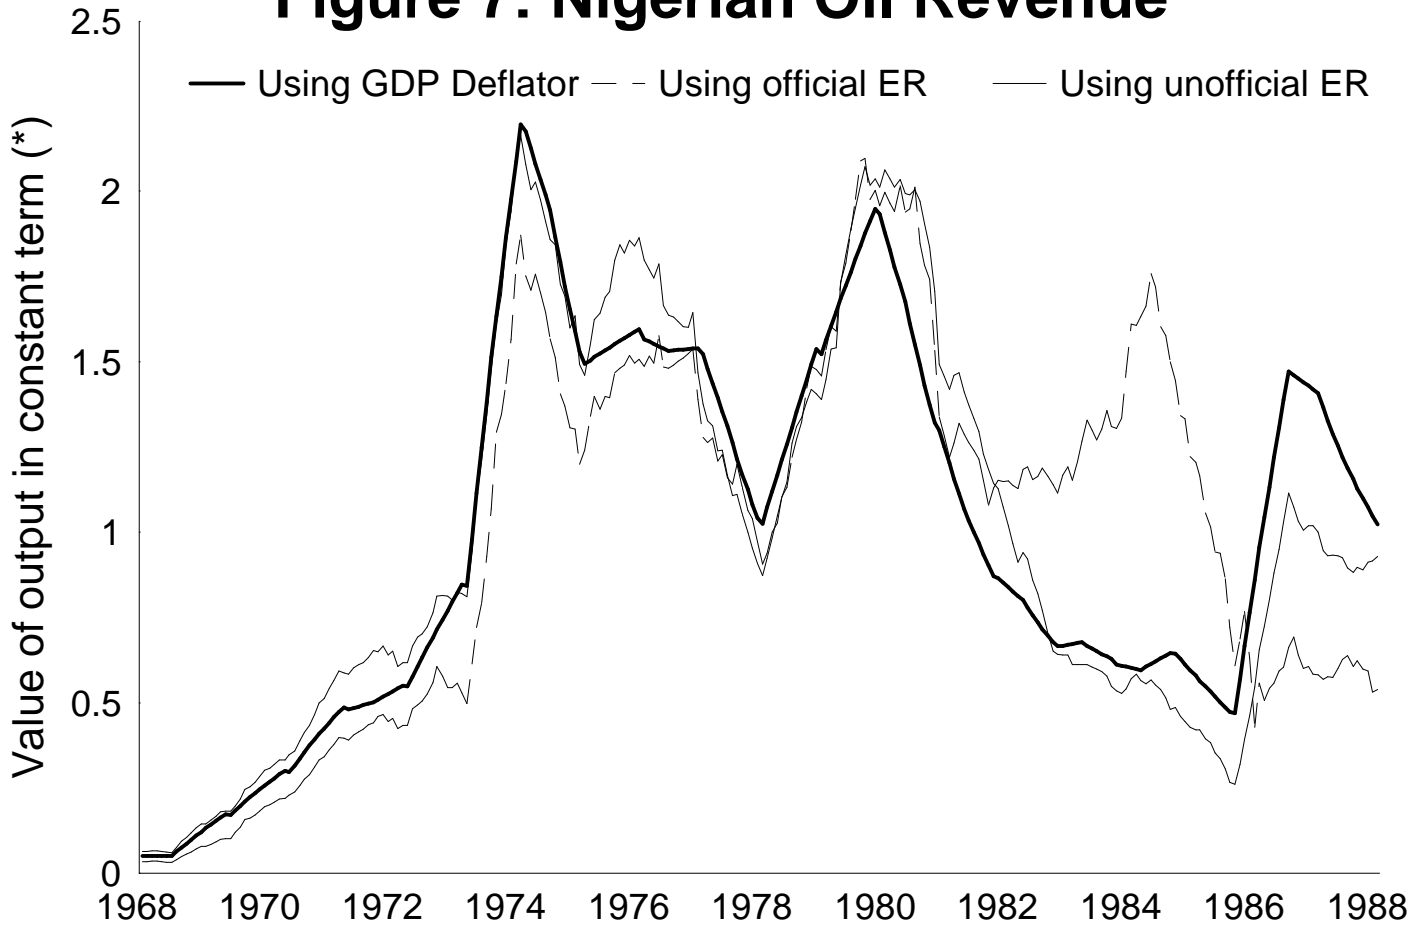 Figure 7: Nigerian Oil Revenue
2.5
Using GDP Deflator
Using official ER
Using unofficial ER
Value of output in constant term (*)
2
1.5
1
0.5
0
1968 1970 1972 1974 1976 1978 1980 1982 1984 1986 1988